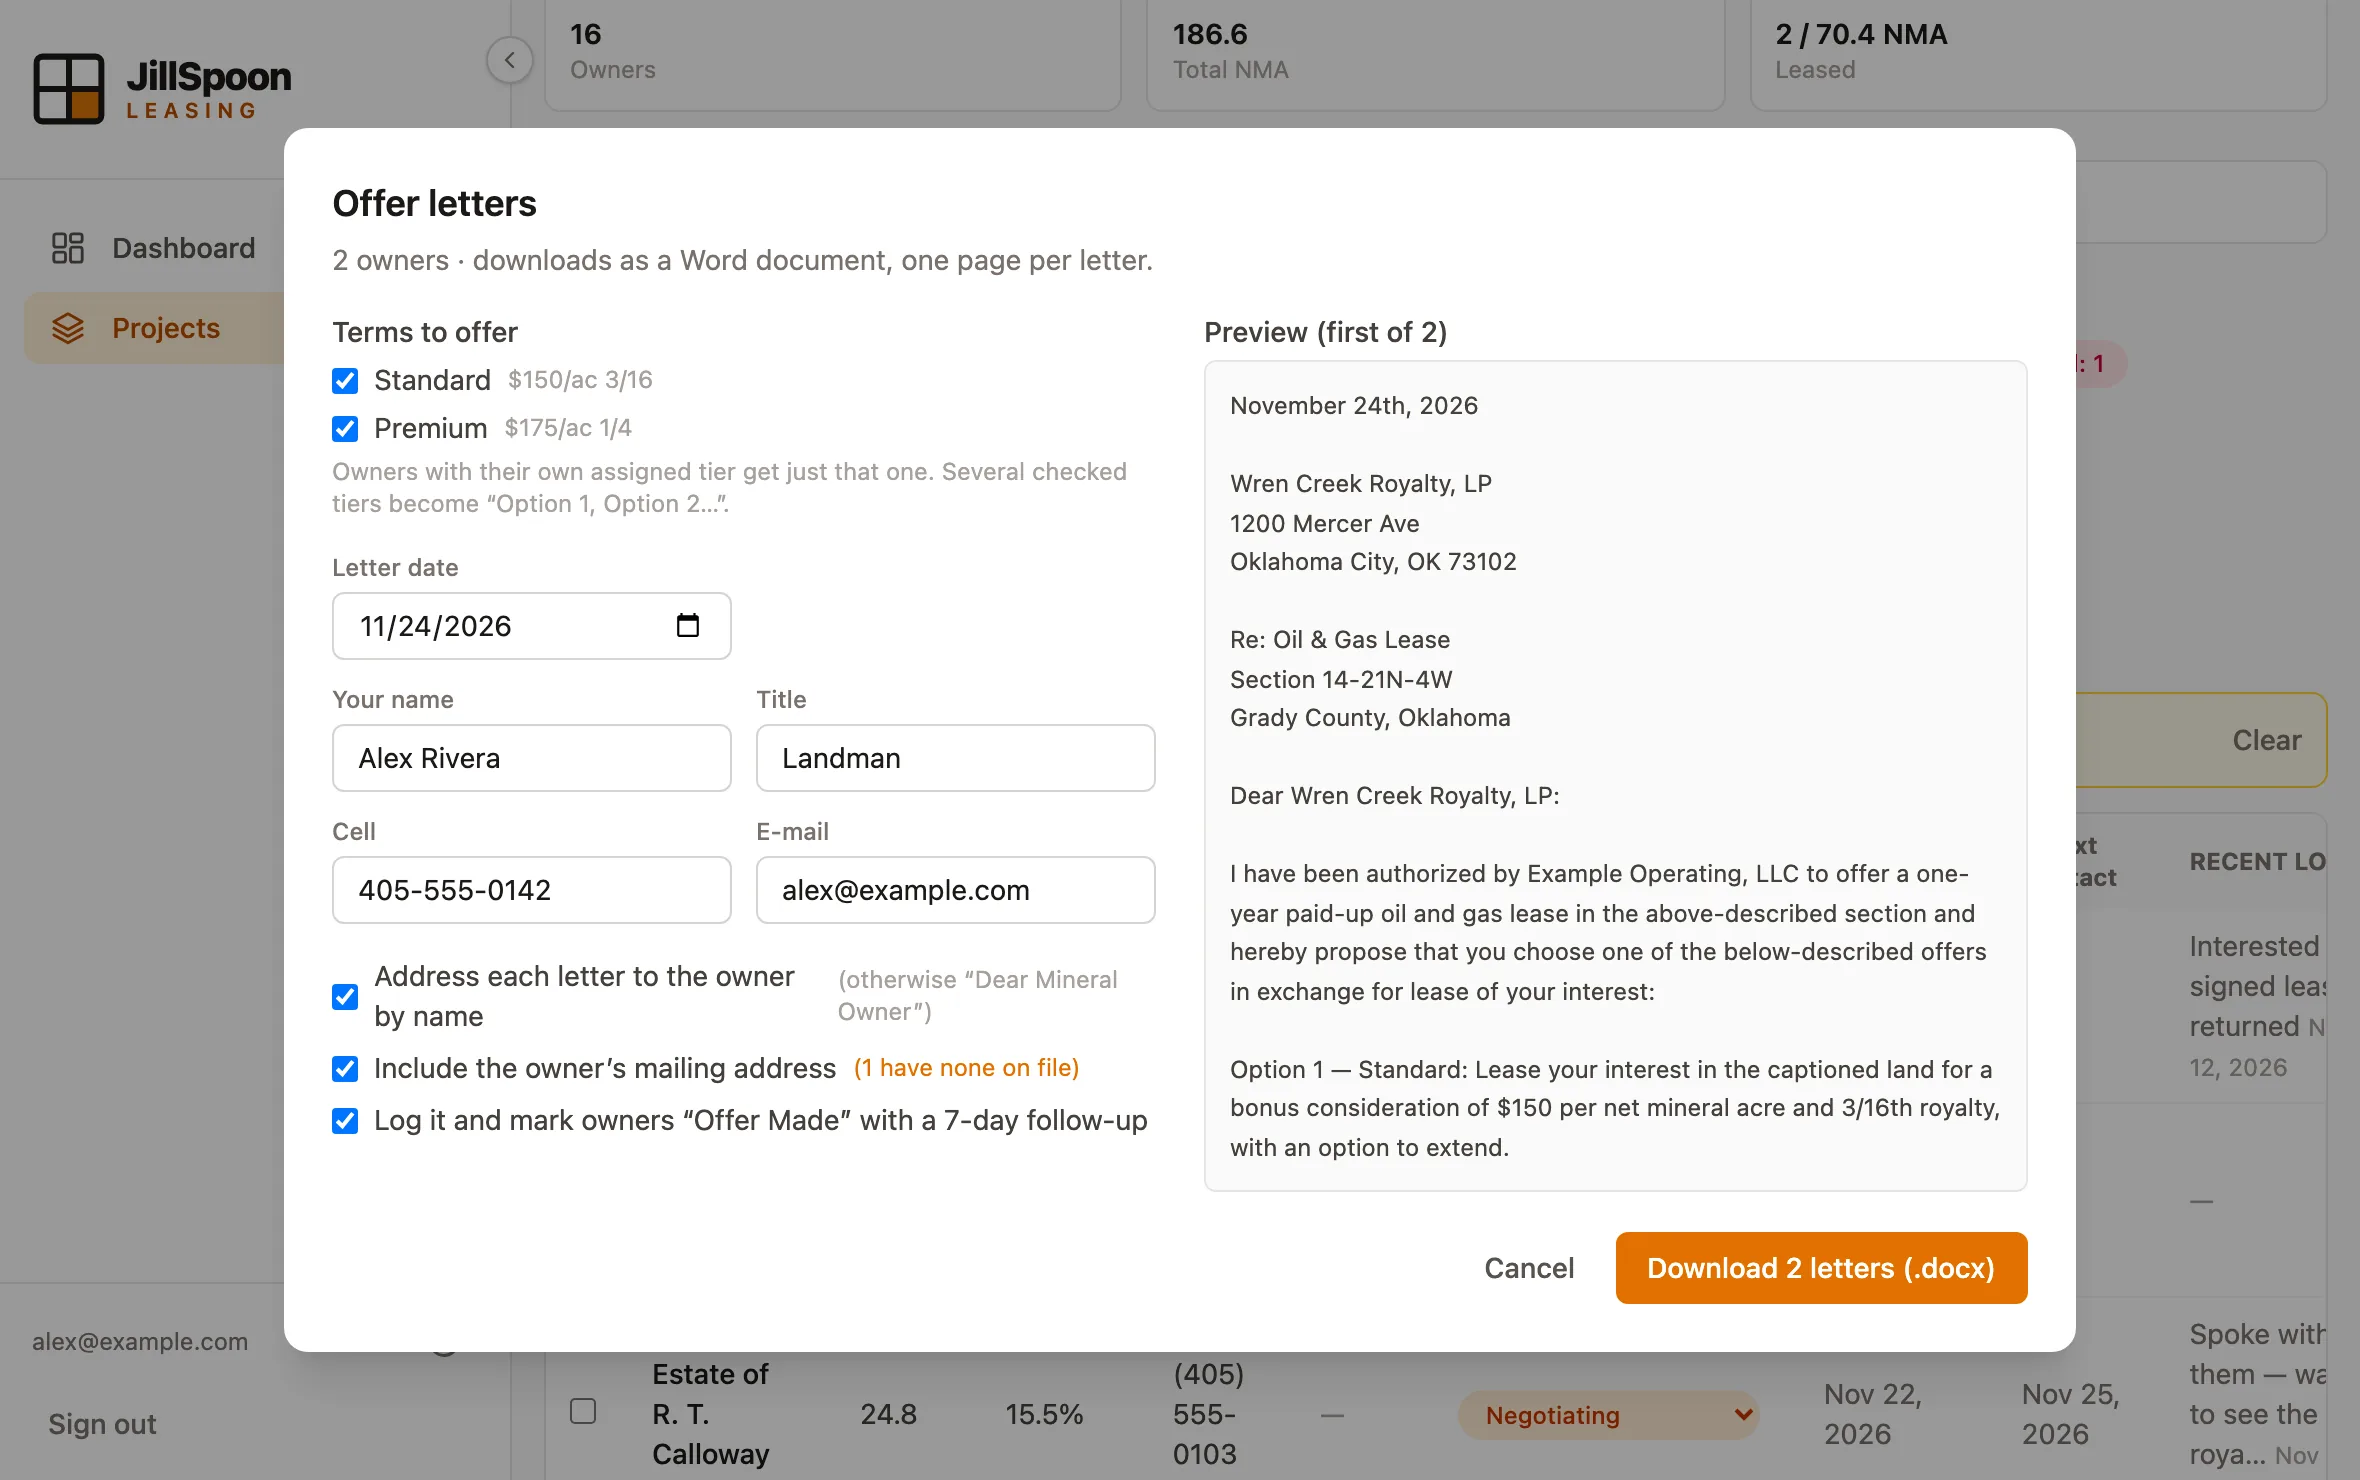 JillSpoon
LEASING
Dashboard
Projects
alex@example.com
Sign out
16
Owners
186.6
Total NMA
2 / 70.4 NMA
Leased
: 1
Clear
Offer letters
2 owners · downloads as a Word document, one page per letter.
Terms to offer
Standard $150/ac 3/16
Premium $175/ac 1/4
Owners with their own assigned tier get just that one. Several checked
tiers become “Option 1, Option 2…”.
Letter date
11/24/2026
Your name
Title
Alex Rivera
Landman
Cell
E-mail
405-555-0142
alex@example.com
Address each letter to the owner
by name
(otherwise “Dear Mineral
Owner”)
Include the owner’s mailing address (1 have none on file)
Log it and mark owners “Offer Made” with a 7-day follow-up
Preview (first of 2)
November 24th, 2026
Wren Creek Royalty, LP
1200 Mercer Ave
Oklahoma City, OK 73102
Re: Oil & Gas Lease
Section 14-21N-4W
Grady County, Oklahoma
Dear Wren Creek Royalty, LP:
I have been authorized by Example Operating, LLC to offer a one-
year paid-up oil and gas lease in the above-described section and
hereby propose that you choose one of the below-described offers
in exchange for lease of your interest:
Option 1 — Standard: Lease your interest in the captioned land for a
bonus consideration of $150 per net mineral acre and 3/16th royalty,
with an option to extend.
Cancel
Download 2 letters (.docx)
RECENT LO
Interested
signed leas
returned N
12, 2026
—
Estate of
R. T.
Calloway
24.8
15.5%
(405)
555-
0103
—
Negotiating
Nov 22,
2026
Nov 25,
2026
Spoke with
them — wa
to see the
roya… Nov